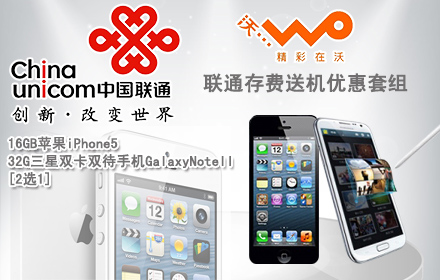 China
unicom中国联通
创新·改变世界
沃
精彩在沃
联通存费送机优惠套组
16GB苹果iPhone5
32G三星双卡双待手机GalaxyNoteII
[2选1]